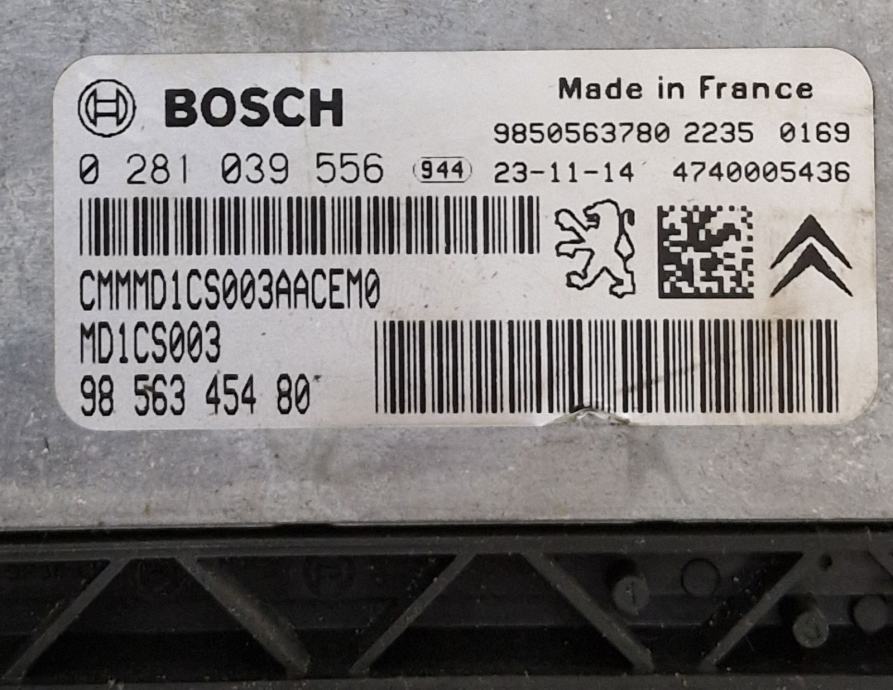 BOSCH
Made in France
9850563780 2235 0169
0 281 039 556 944 23-11-14 4740005436
CMMMD1CS003AACEM0
MD1CS003
98 563 454 80